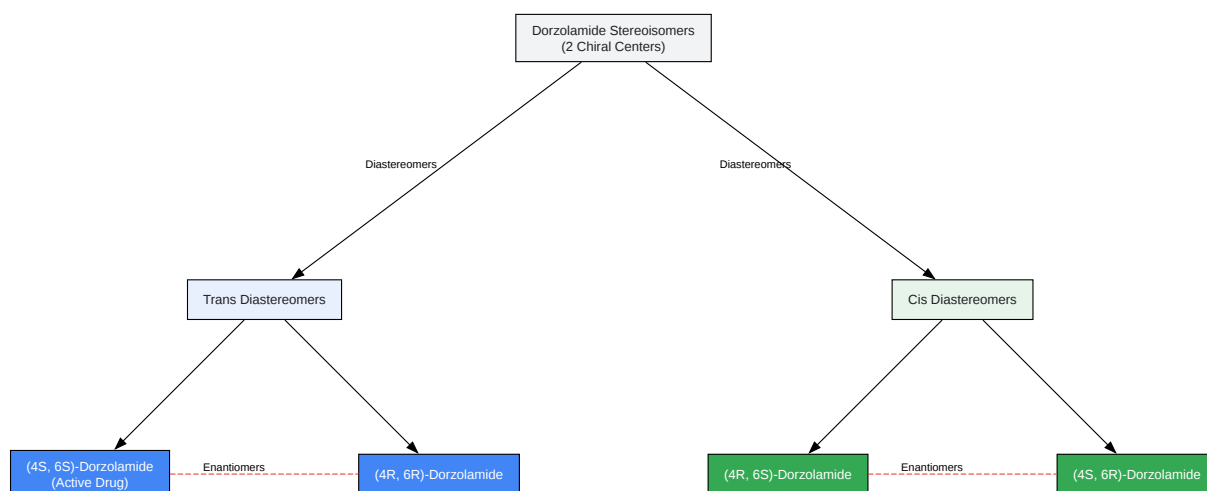 Dorzolamide Stereoisomers
(2 Chiral Centers)
Diastereomers
Diastereomers
Trans Diastereomers
Cis Diastereomers
(4S, 6S)-Dorzolamide
(Active Drug)
Enantiomers
(4R, 6R)-Dorzolamide
(4R, 6S)-Dorzolamide
Enantiomers
(4S, 6R)-Dorzolamide